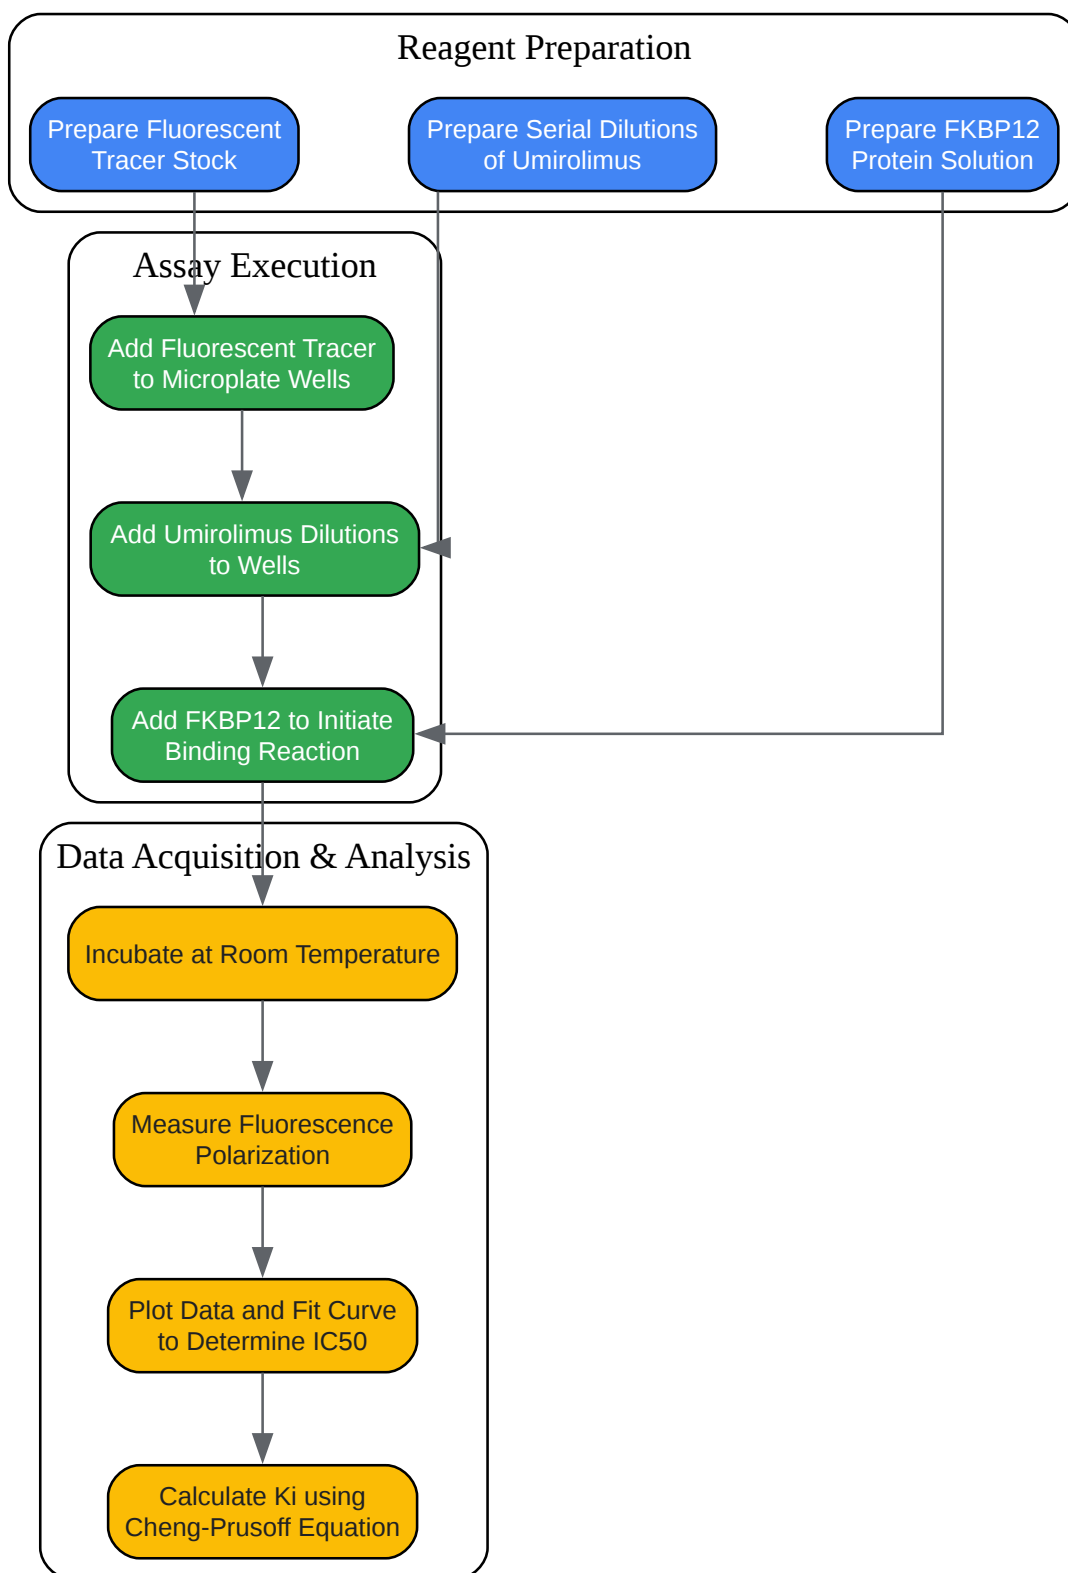 Reagent Preparation
Prepare Fluorescent
Tracer Stock
Prepare Serial Dilutions
of Umirolimus
Prepare FKBP12
Protein Solution
Assay Execution
Add Fluorescent Tracer
to Microplate Wells
Add Umirolimus Dilutions
to Wells
Add FKBP12 to Initiate
Binding Reaction
Data Acquisition & Analysis
Incubate at Room Temperature
Measure Fluorescence
Polarization
Plot Data and Fit Curve
to Determine IC50
Calculate Ki using
Cheng-Prusoff Equation